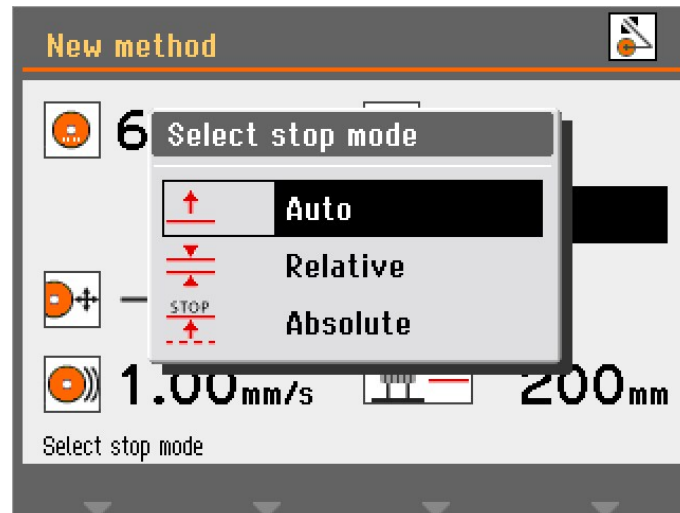 New method
6
Select stop mode
Auto
Relative
STOP
Absolute
1.00mm/s
200mm
Select stop mode